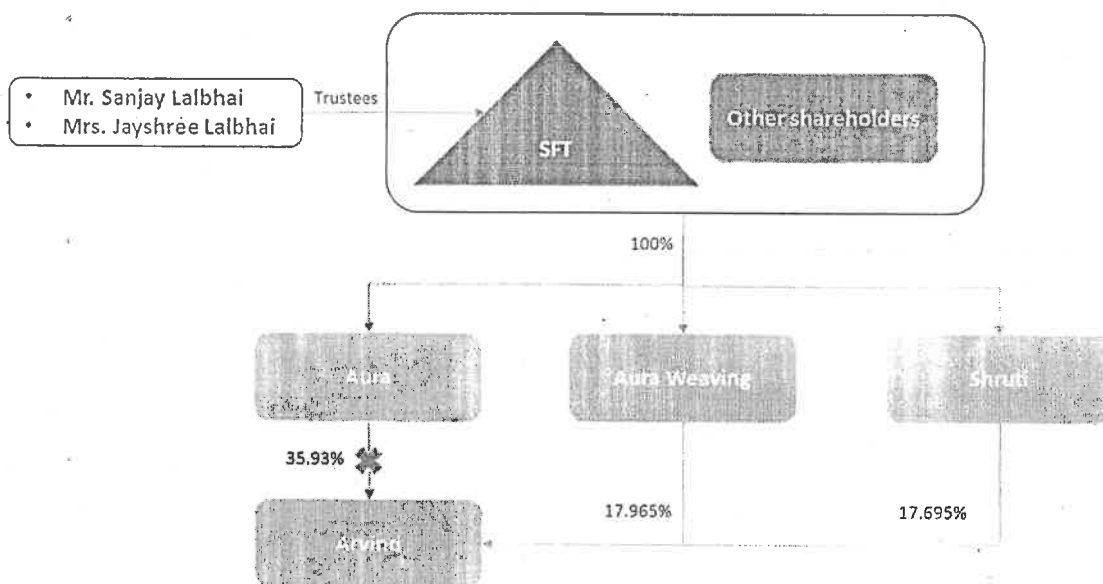 • Mr. Sanjay Lalbhai
• Mrs. Jayshree Lalbhai
Trustees
SFT
Other shareholders
100%
Aura
Aura Weaving
Shruti
35.93%
17.965%
17.695%
Arvind